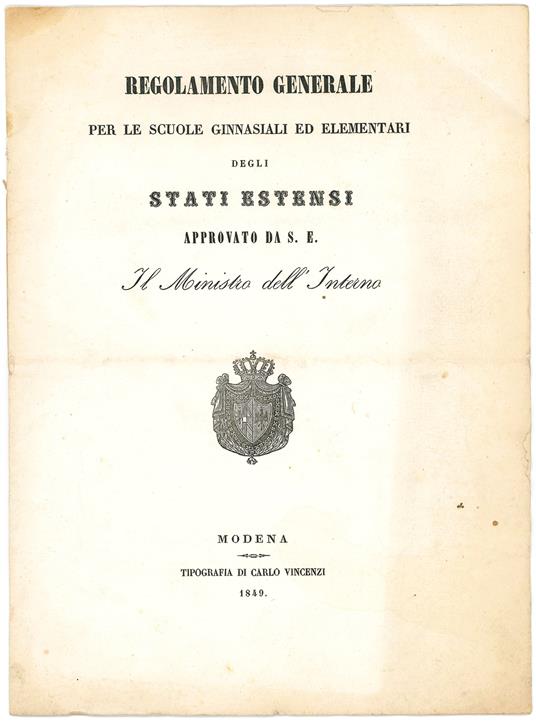 REGOLAMENTO GENERALE
PER LE SCUOLE GINNASIALI ED ELEMENTARI
DEGLI
STATI ESTENSI
APPROVATO DA S. E.
Il Ministro dell' Interno
MODENA
TIPOGRAFIA DI CARLO VINCENZI
1849.